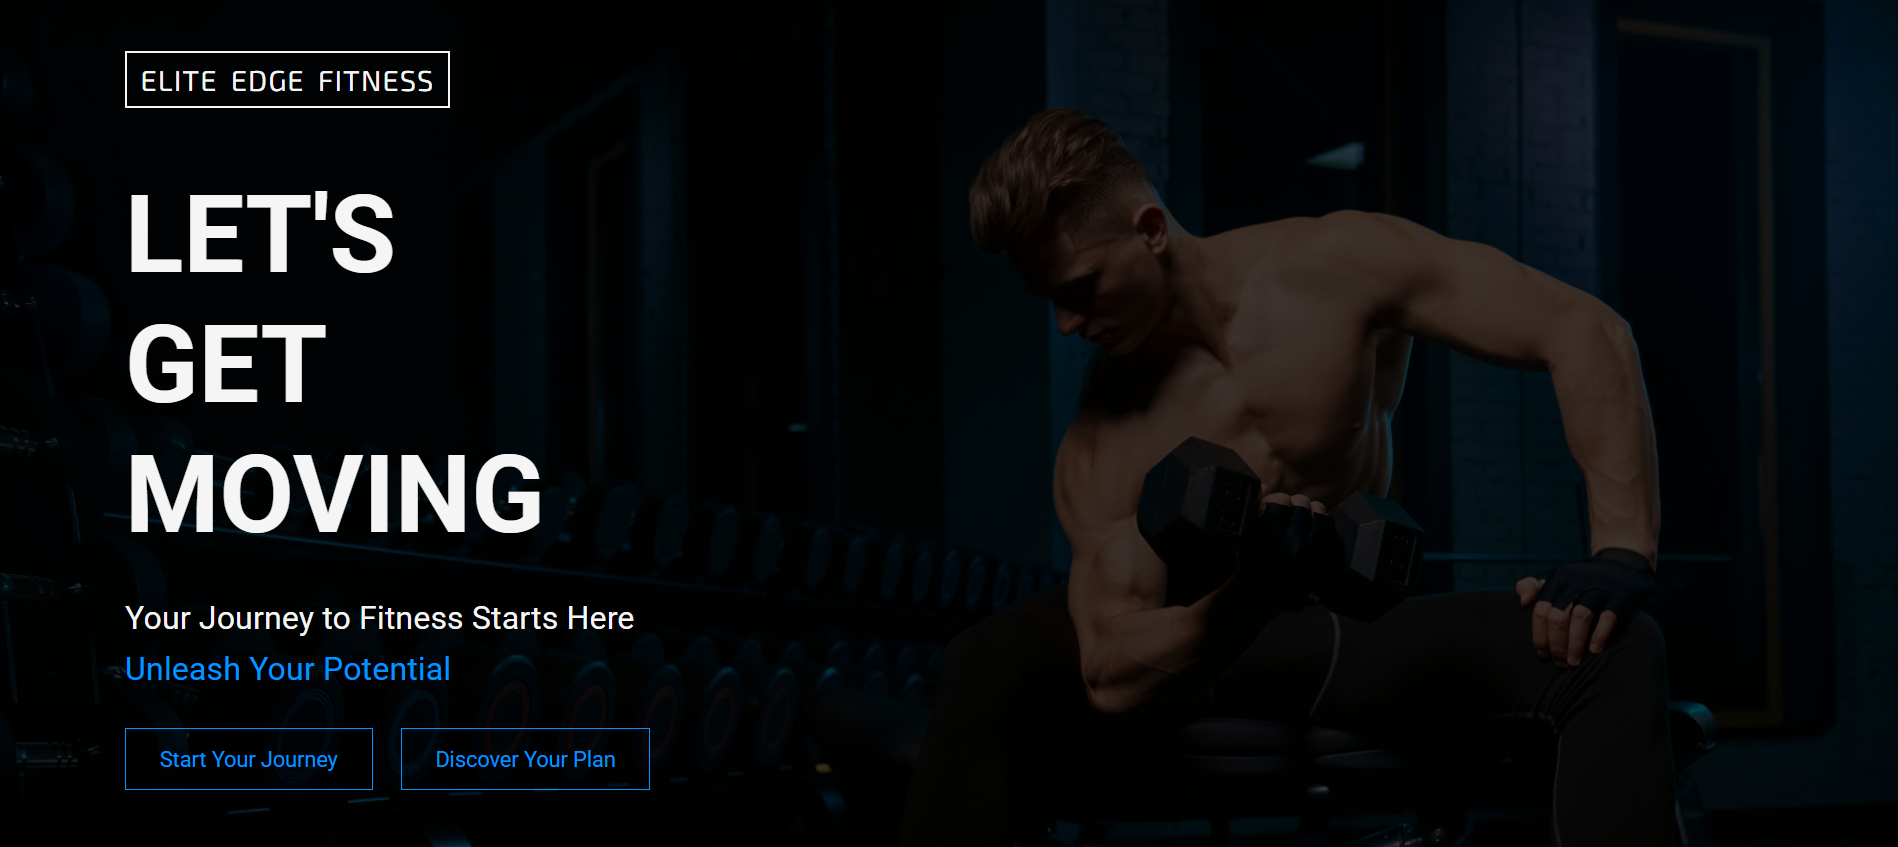 ELITE EDGE FITNESS
LET'S
GET
MOVING
Your Journey to Fitness Starts Here
Unleash Your Potential
Start Your Journey
Discover Your Plan